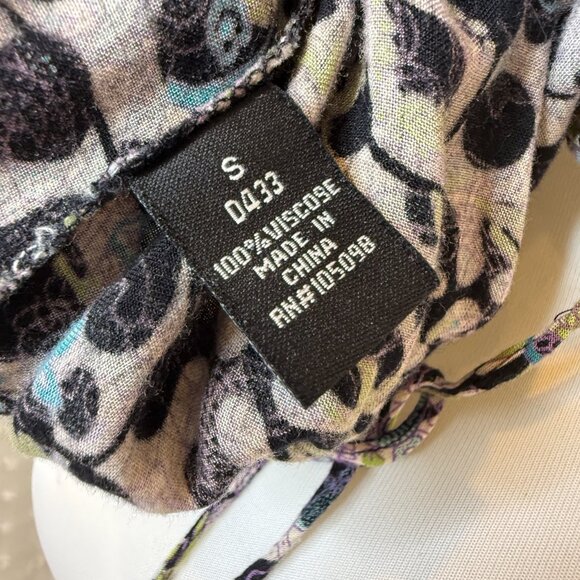 S
D433
100%VISCOSE
MADE IN
CHINA
RN#105098